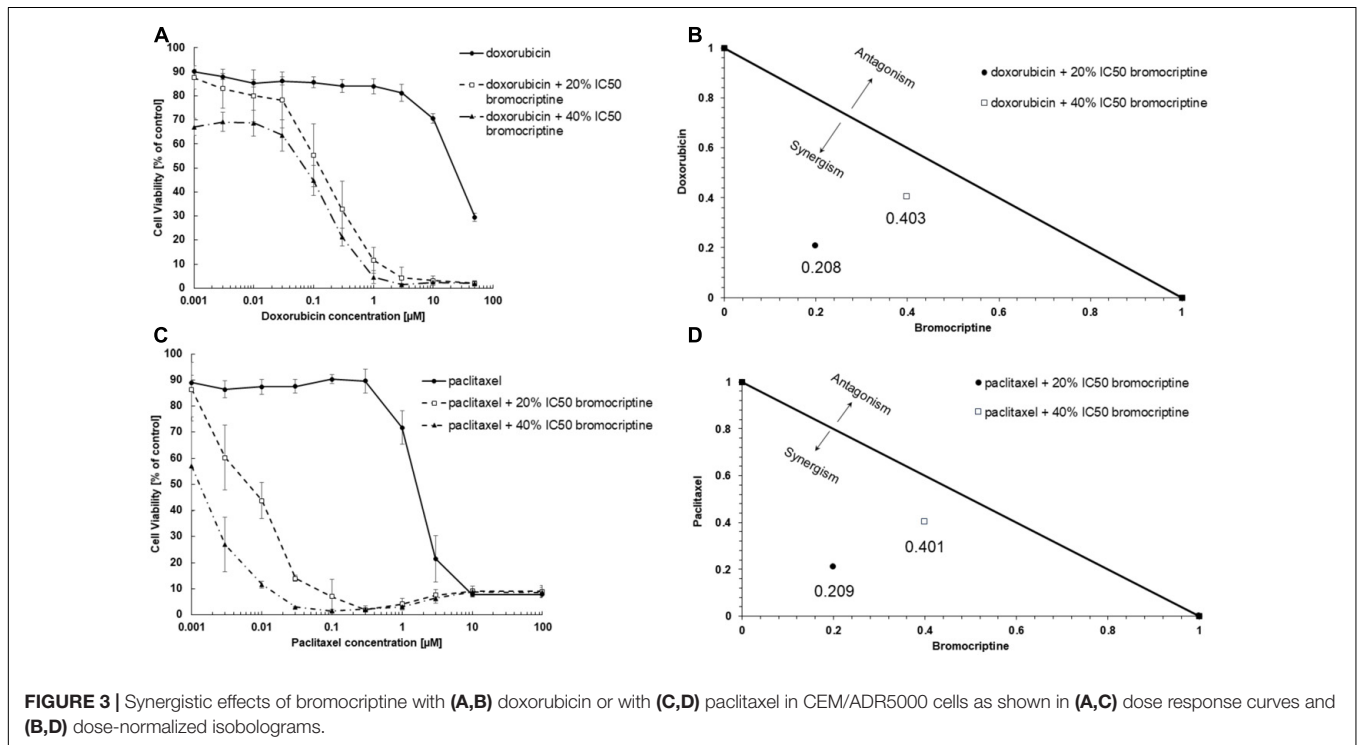 A
100
90
80
70
60
50
40
30
20
10
0
Cell Viability [% of control]
0.001 0.01 0.1 1 10 100
Doxorubicin concentration [µM]
doxorubicin
doxorubicin + 20% IC50
bromocriptine
doxorubicin + 40% IC50
bromocriptine
B
1
0.8
0.6
0.4
0.2
0
Doxorubicin
0 0.2 0.4 0.6 0.8 1
Bromocriptine
Antagonism
Synergism
doxorubicin + 20% IC50 bromocriptine
doxorubicin + 40% IC50 bromocriptine
0.403
0.208
C
100
90
80
70
60
50
40
30
20
10
0
Cell Viability [% of control]
0.001 0.01 0.1 1 10 100
Paclitaxel concentration [µM]
paclitaxel
paclitaxel + 20% IC50 bromocriptine
paclitaxel + 40% IC50 bromocriptine
D
1
0.8
0.6
0.4
0.2
0
Paclitaxel
0 0.2 0.4 0.6 0.8 1
Bromocriptine
Antagonism
Synergism
paclitaxel + 20% IC50 bromocriptine
paclitaxel + 40% IC50 bromocriptine
0.401
0.209
FIGURE 3 | Synergistic effects of bromocriptine with (A,B) doxorubicin or with (C,D) paclitaxel in CEM/ADR5000 cells as shown in (A,C) dose response curves and
(B,D) dose-normalized isobolograms.